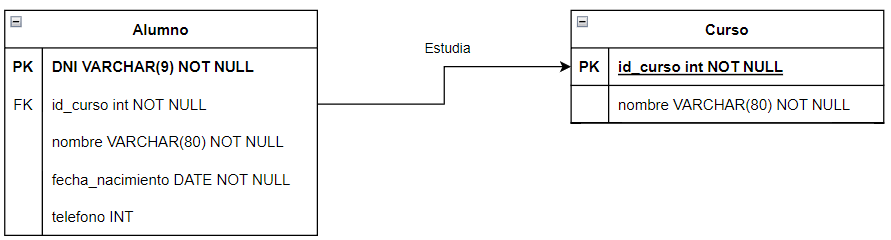 Alumno
PK DNI VARCHAR(9) NOT NULL
FK id_curso int NOT NULL
nombre VARCHAR(80) NOT NULL
fecha_nacimiento DATE NOT NULL
telefono INT
Estudia
Curso
PK id_curso int NOT NULL
nombre VARCHAR(80) NOT NULL